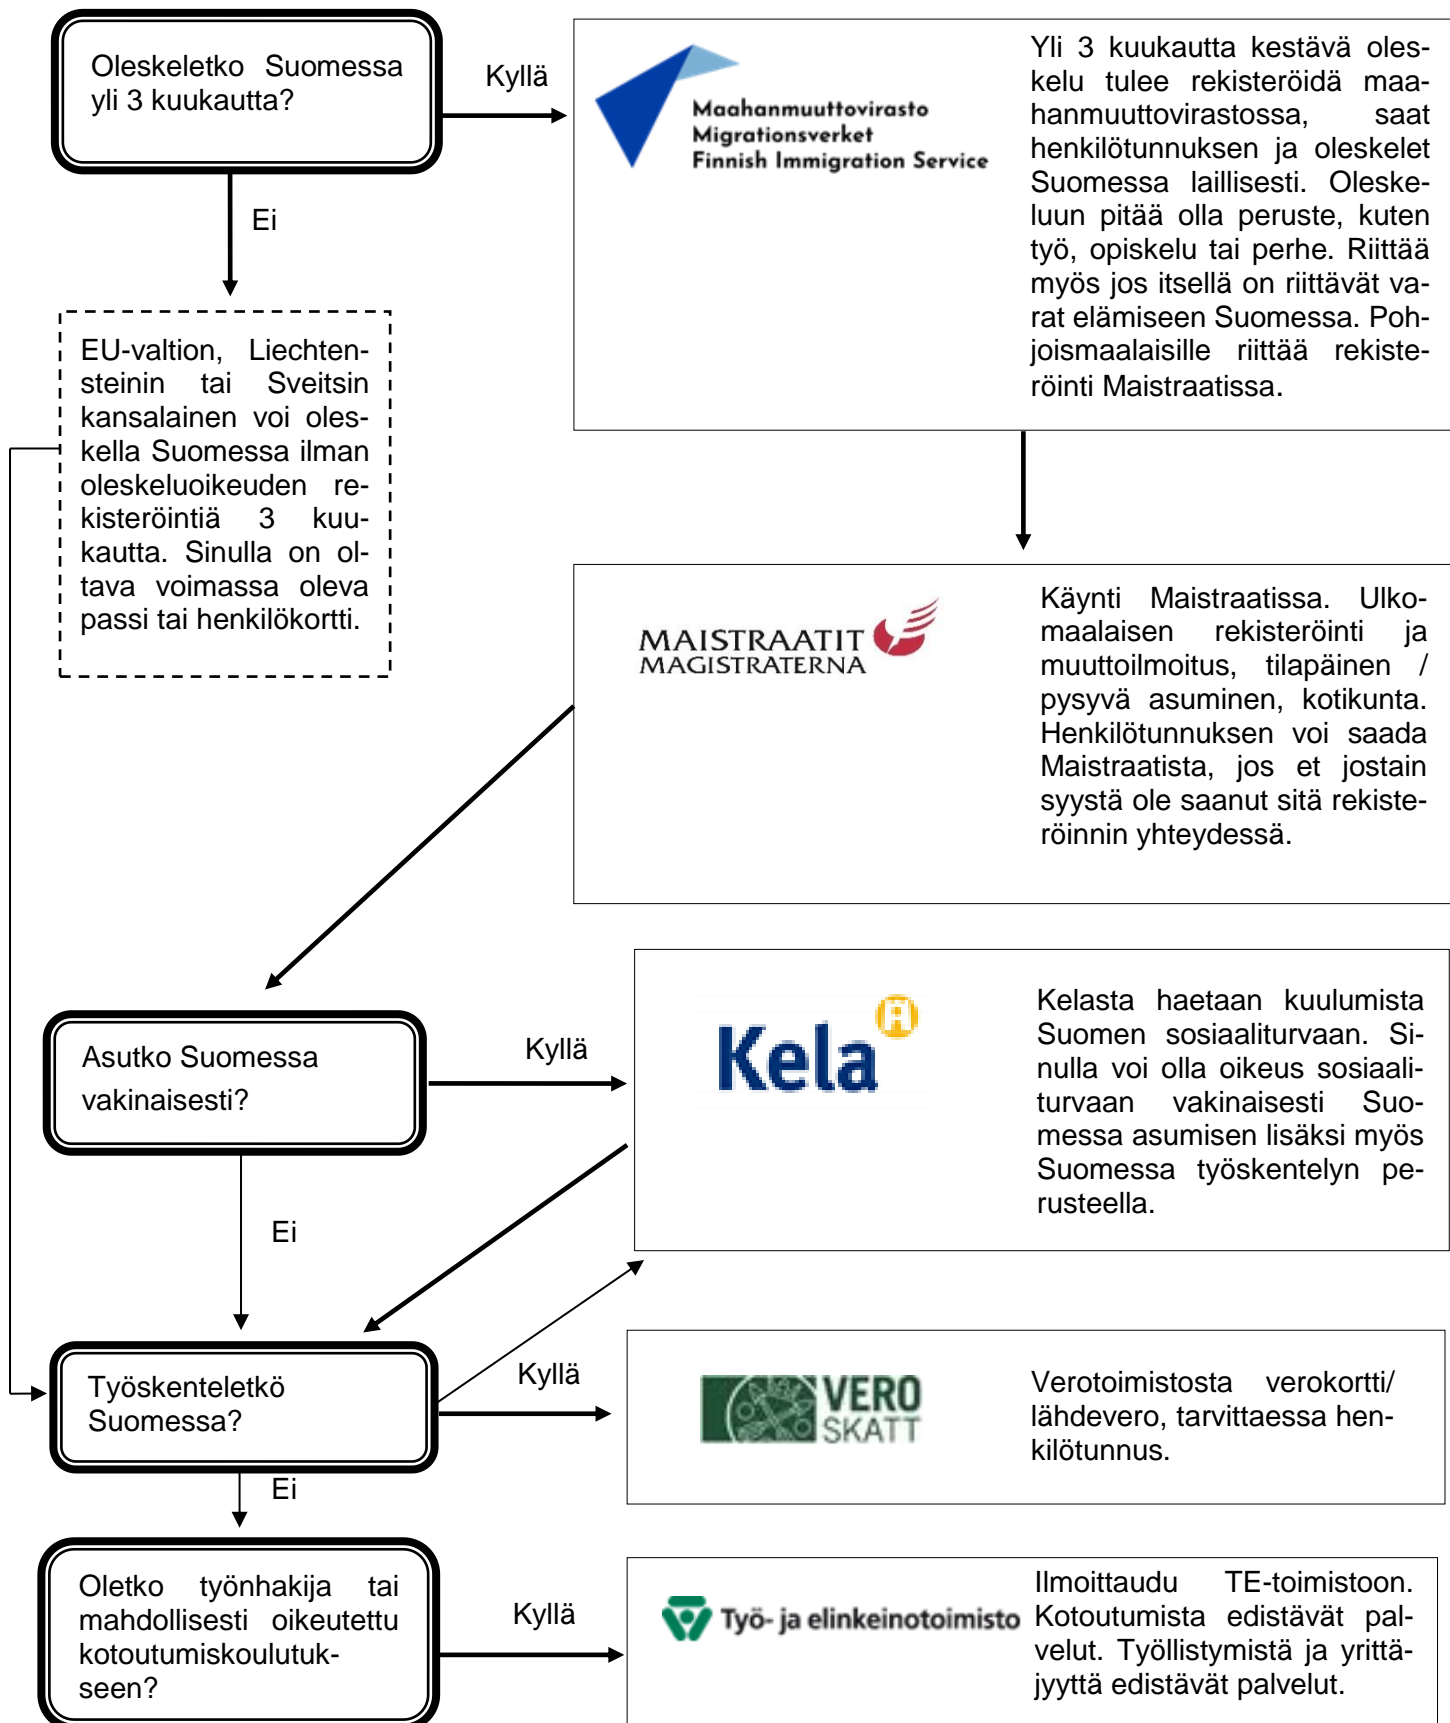 Oleskeletko Suomessa
yli 3 kuukautta?
Kyllä
Maahanmuuttovirasto
Migrationsverket
Finnish Immigration Service
Yli 3 kuukautta kestävä oles-
kelu tulee rekisteröidä maa-
hanmuuttovirastossa, saat
henkilötunnuksen ja oleskelet
Suomessa laillisesti. Oleske-
luun pitää olla peruste, kuten
työ, opiskelu tai perhe. Riittää
myös jos itsellä on riittävät va-
rat elämiseen Suomessa. Poh-
joismaalaisille riittää rekiste-
röinti Maistraatissa.
Ei
EU-valtion, Liechten-
steinin tai Sveitsin
kansalainen voi oles-
kella Suomessa ilman
oleskeluoikeuden re-
kisteröintiä 3 kuu-
kautta. Sinulla on ol-
tava voimassa oleva
passi tai henkilökortti.
MAISTRAATIT
MAGISTRATERNA
Käynti Maistraatissa. Ulko-
maalaisen rekisteröinti ja
muuttoilmoitus, tilapäinen /
pysyvä asuminen, kotikunta.
Henkilötunnuksen voi saada
Maistraatista, jos et jostain
syystä ole saanut sitä rekiste-
röinnin yhteydessä.
Asutko Suomessa
vakinaisesti?
Kyllä
Kela
Kelasta haetaan kuulumista
Suomen sosiaaliturvaan. Si-
nulla voi olla oikeus sosiaali-
turvaan vakinaisesti Suo-
messa asumisen lisäksi myös
Suomessa työskentelyn pe-
rusteella.
Ei
Työskenteletkö
Suomessa?
Kyllä
VERO
SKATT
Verotoimistosta verokortti/
lähdevero, tarvittaessa hen-
kilötunnus.
Ei
Oletko työnhakija tai
mahdollisesti oikeutettu
kotoutumiskoulutuk-
seen?
Kyllä
Työ- ja elinkeinotoimisto
Ilmoittaudu TE-toimistoon.
Kotoutumista edistävät pal-
velut. Työllistymistä ja yrittä-
jyyttä edistävät palvelut.